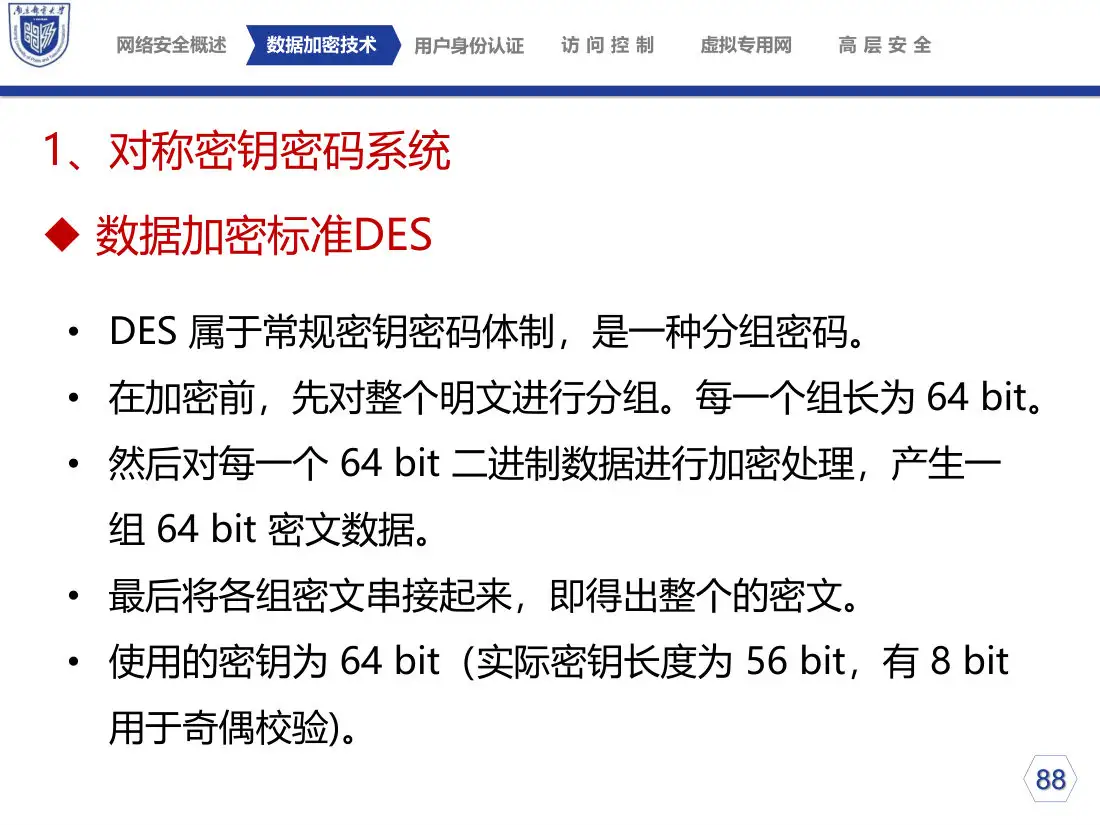 网络安全概述 数据加密技术 用户身份认证 访问控制 虚拟专用网 高层安全
1、对称密钥密码系统
◆ 数据加密标准DES
• DES 属于常规密钥密码体制，是一种分组密码。
• 在加密前，先对整个明文进行分组。每一个组长为 64 bit。
• 然后对每一个 64 bit 二进制数据进行加密处理，产生一
组 64 bit 密文数据。
• 最后将各组密文串接起来，即得出整个的密文。
• 使用的密钥为 64 bit（实际密钥长度为 56 bit，有 8 bit
用于奇偶校验)。
88